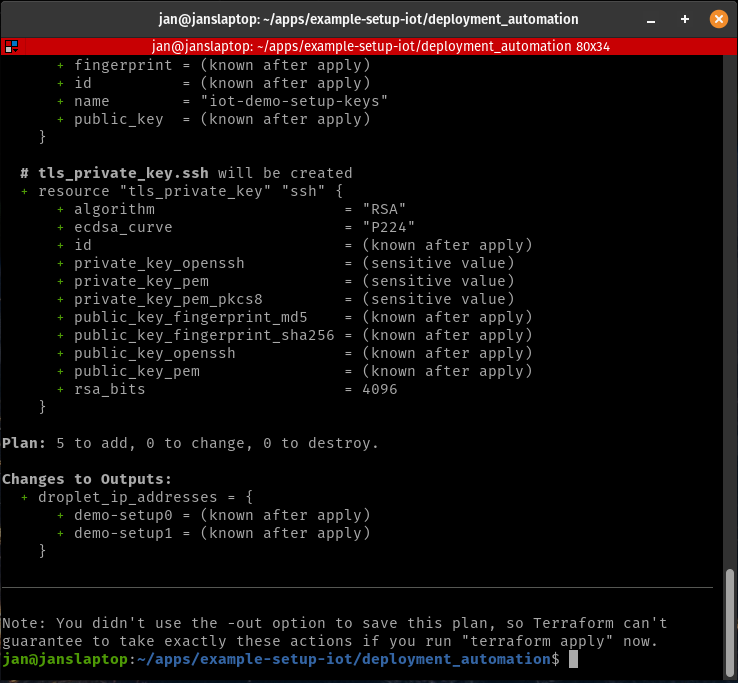 jan@janslaptop: ~/apps/example-setup-iot/deployment_automation
jan@janslaptop: ~/apps/example-setup-iot/deployment_automation 80x34
      + fingerprint = (known after apply)
      + id          = (known after apply)
      + name        = "iot-demo-setup-keys"
      + public_key  = (known after apply)
    }

  # tls_private_key.ssh will be created
  + resource "tls_private_key" "ssh" {
      + algorithm                     = "RSA"
      + ecdsa_curve                   = "P224"
      + id                            = (known after apply)
      + private_key_openssh           = (sensitive value)
      + private_key_pem               = (sensitive value)
      + private_key_pem_pkcs8         = (sensitive value)
      + public_key_fingerprint_md5    = (known after apply)
      + public_key_fingerprint_sha256 = (known after apply)
      + public_key_openssh            = (known after apply)
      + public_key_pem                = (known after apply)
      + rsa_bits                      = 4096
    }

Plan: 5 to add, 0 to change, 0 to destroy.

Changes to Outputs:
  + droplet_ip_addresses = {
      + demo-setup0 = (known after apply)
      + demo-setup1 = (known after apply)
    }

Note: You didn't use the -out option to save this plan, so Terraform can't
guarantee to take exactly these actions if you run "terraform apply" now.
jan@janslaptop:~/apps/example-setup-iot/deployment_automation$